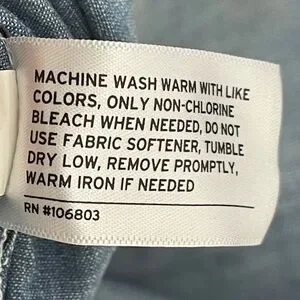 MACHINE WASH WARM WITH LIKE
COLORS, ONLY NON-CHLORINE
BLEACH WHEN NEEDED, DO NOT
USE FABRIC SOFTENER, TUMBLE
DRY LOW, REMOVE PROMPTLY,
WARM IRON IF NEEDED
RN #106803